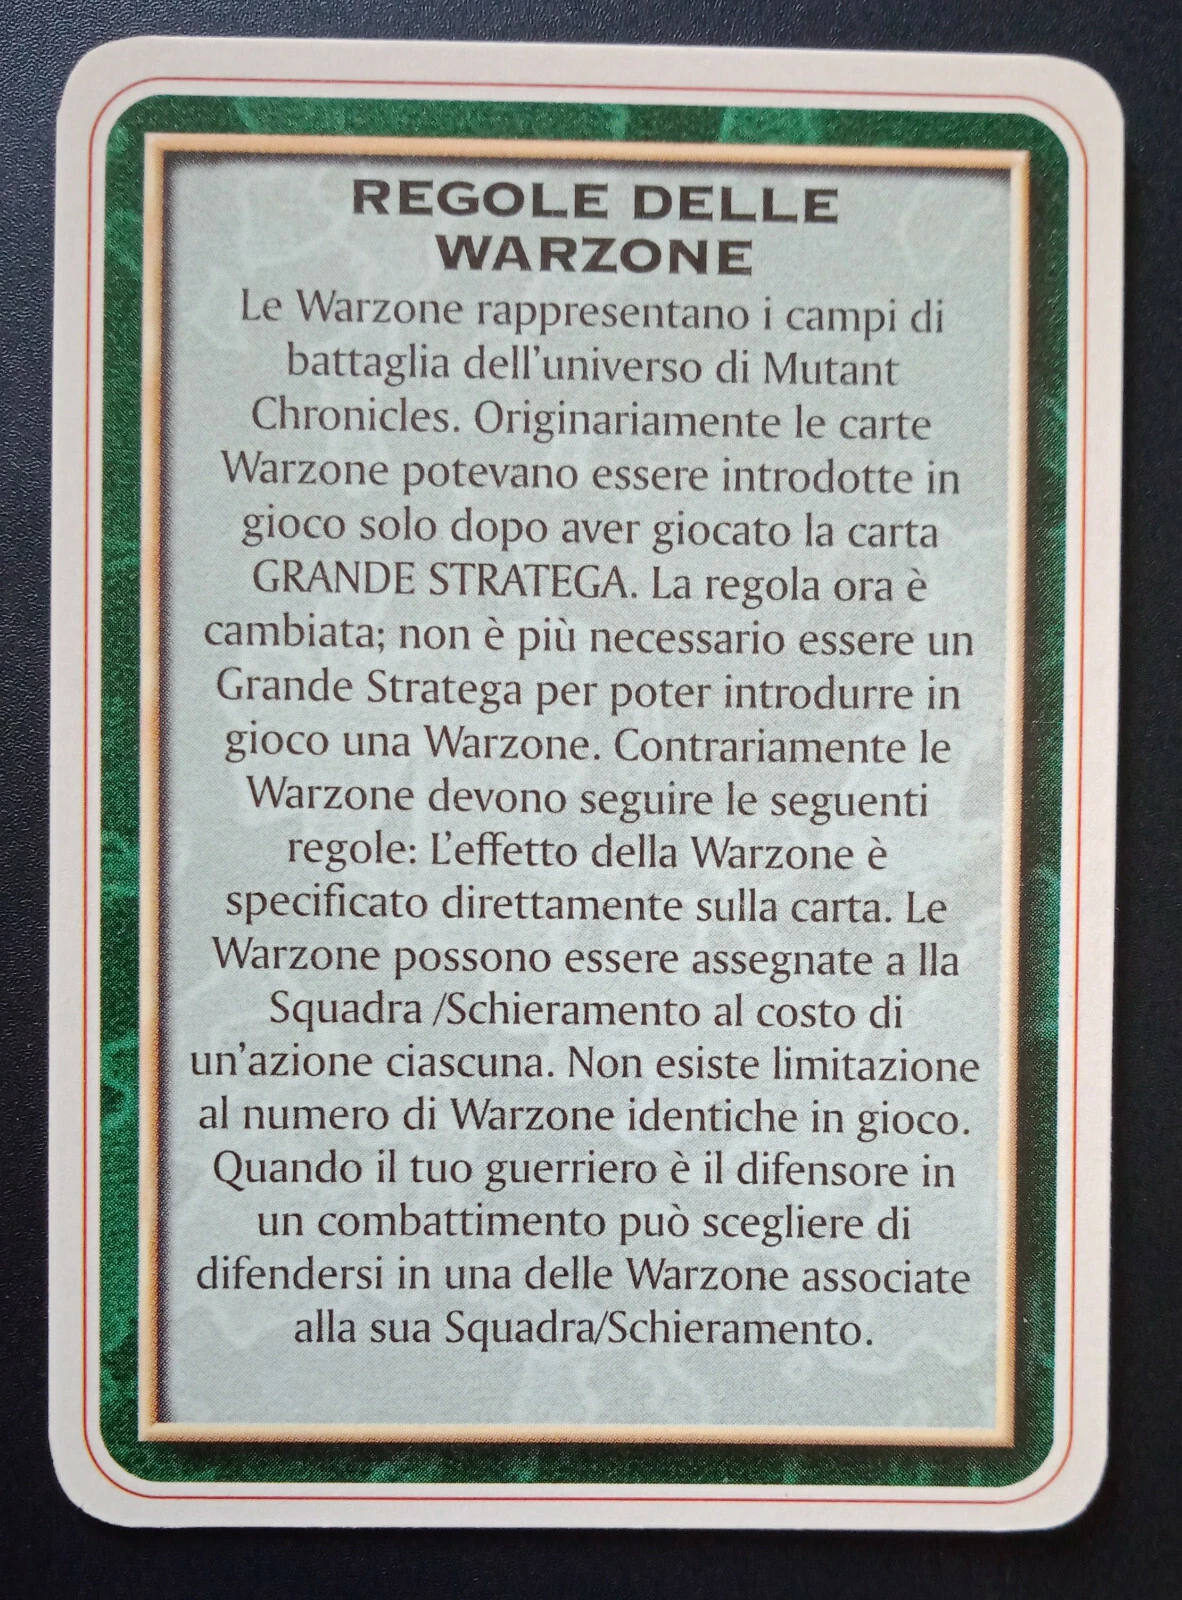 REGOLE DELLE
WARZONE
Le Warzone rappresentano i campi di
battaglia dell'universo di Mutant
Chronicles. Originariamente le carte
Warzone potevano essere introdotte in
gioco solo dopo aver giocato la carta
GRANDE STRATEGA. La regola ora è
cambiata; non è più necessario essere un
Grande Stratega per poter introdurre in
gioco una Warzone. Contrariamente le
Warzone devono seguire le seguenti
regole: L'effetto della Warzone è
specificato direttamente sulla carta. Le
Warzone possono essere assegnate a lla
Squadra /Schieramento al costo di
un'azione ciascuna. Non esiste limitazione
al numero di Warzone identiche in gioco.
Quando il tuo guerriero è il difensore in
un combattimento può scegliere di
difendersi in una delle Warzone associate
alla sua Squadra/Schieramento.